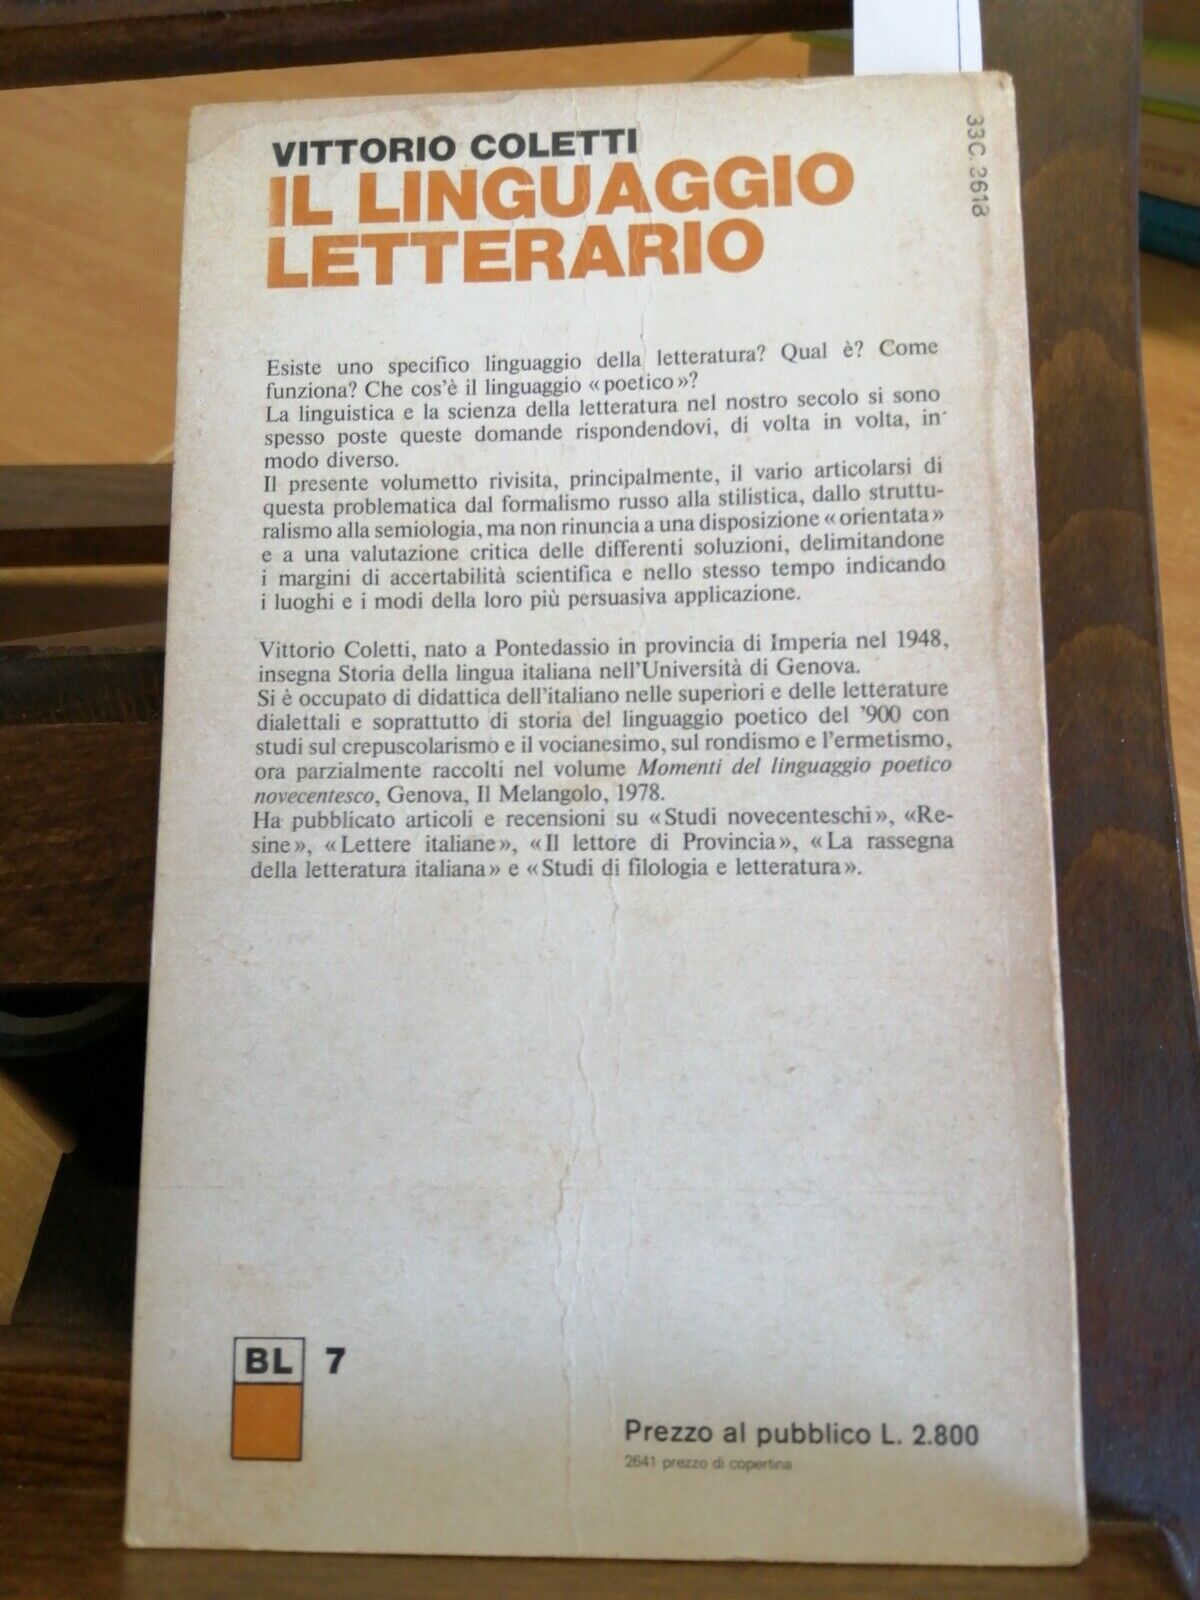 VITTORIO COLETTI
IL LINGUAGGIO
LETTERARIO
33C 2618
Esiste uno specifico linguaggio della letteratura? Qual è? Come
funziona? Che cos'è il linguaggio «poetico»?
La linguistica e la scienza della letteratura nel nostro secolo si sono
spesso poste queste domande rispondendovi, di volta in volta, in
modo diverso.
Il presente volumetto rivisita, principalmente, il vario articolarsi di
questa problematica dal formalismo russo alla stilistica, dallo struttu-
ralismo alla semiologia, ma non rinuncia a una disposizione «orientata»
e a una valutazione critica delle differenti soluzioni, delimitandone
i margini di accertabilità scientifica e nello stesso tempo indicando
i luoghi e i modi della loro più persuasiva applicazione.
Vittorio Coletti, nato a Pontedassio in provincia di Imperia nel 1948,
insegna Storia della lingua italiana nell'Università di Genova.
Si è occupato di didattica dell'italiano nelle superiori e delle letterature
dialettali e soprattutto di storia del linguaggio poetico del '900 con
studi sul crepuscolarismo e il vocianesimo, sul rondismo e l'ermetismo,
ora parzialmente raccolti nel volume Momenti del linguaggio poetico
novecentesco, Genova, Il Melangolo, 1978.
Ha pubblicato articoli e recensioni su «Studi novecenteschi», «Re-
sine», «Lettere italiane», «Il lettore di Provincia», «La rassegna
della letteratura italiana» e «Studi di filologia e letteratura».
BL 7
Prezzo al pubblico L. 2.800
2641 prezzo di copertina